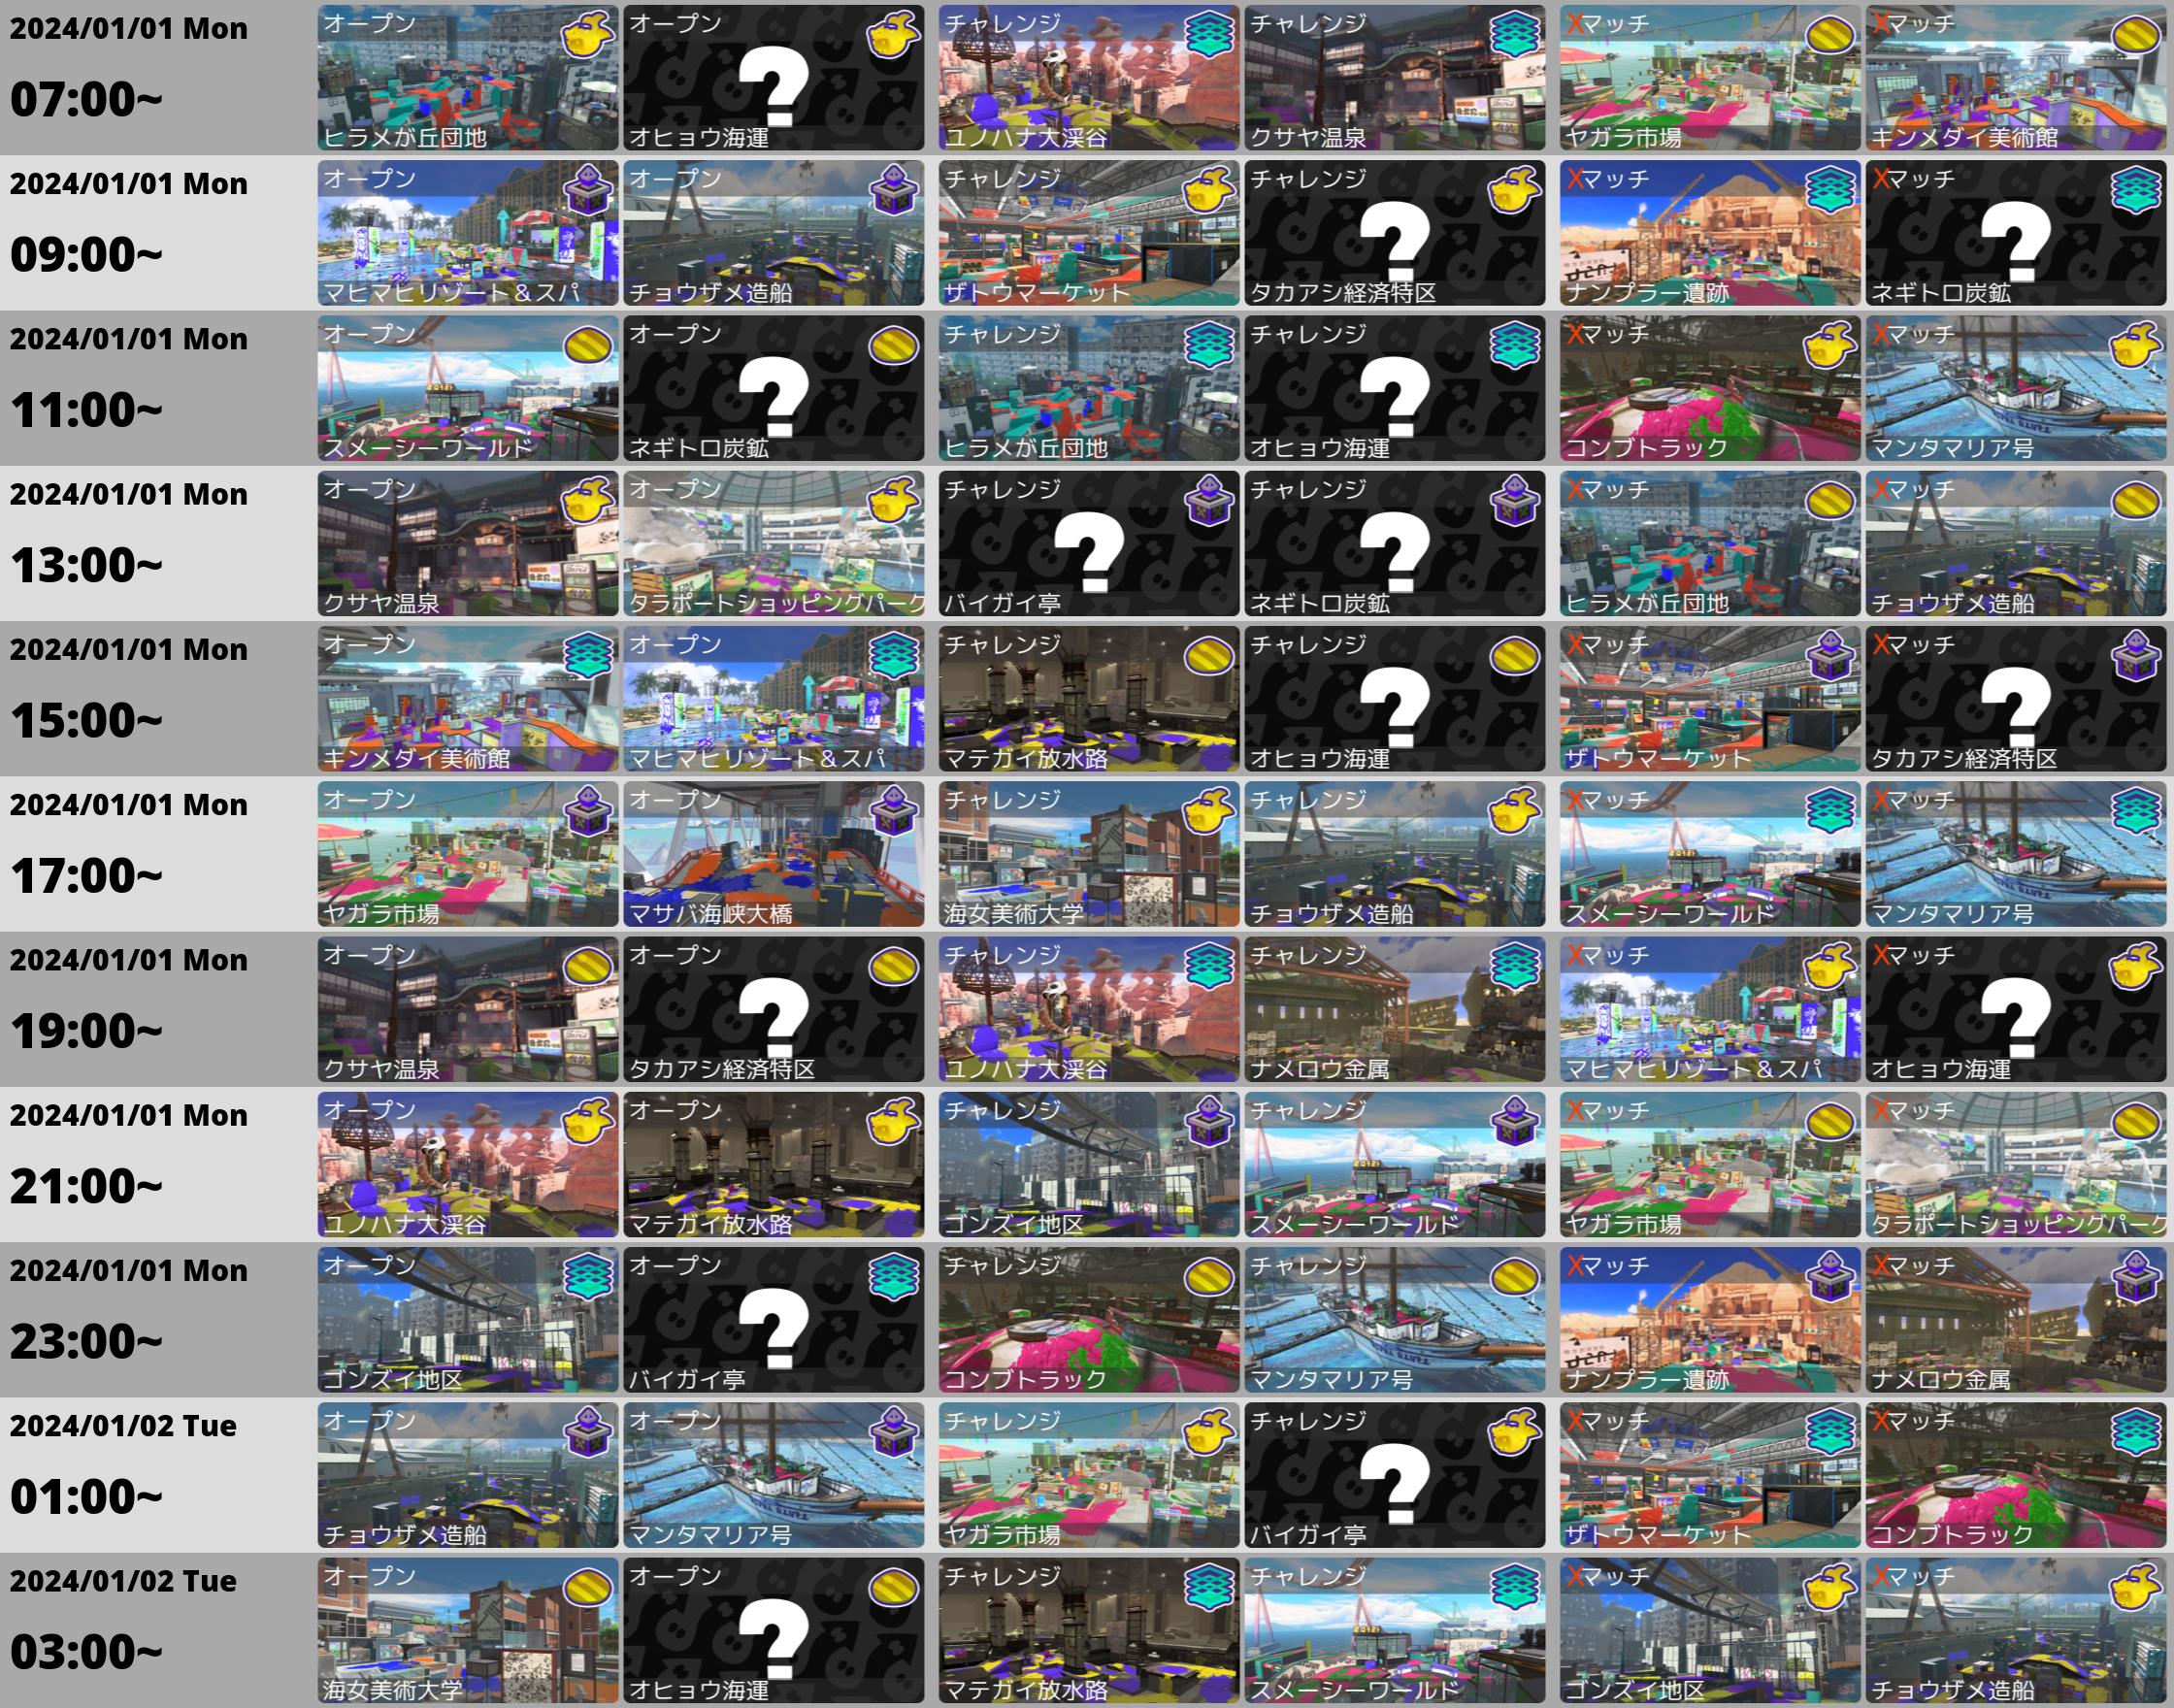 2024/01/01 Mon
07:00~
オープン オープン チャレンジ チャレンジ Xマッチ Xマッチ
ヒラメが丘団地 オヒョウ海運 ユノハナ大渓谷 クサヤ温泉 ヤガラ市場 キンメダイ美術館
2024/01/01 Mon
09:00~
オープン オープン チャレンジ チャレンジ Xマッチ Xマッチ
マヒマヒリゾート＆スパ チョウザメ造船 ザトウマーケット タカアシ経済特区 ナンプラー遺跡 ネギトロ炭鉱
2024/01/01 Mon
11:00~
オープン オープン チャレンジ チャレンジ Xマッチ Xマッチ
スメーシーワールド ネギトロ炭鉱 ヒラメが丘団地 オヒョウ海運 コンブトラック マンタマリア号
2024/01/01 Mon
13:00~
オープン オープン チャレンジ チャレンジ Xマッチ Xマッチ
クサヤ温泉 タラポートショッピングパーク バイガイ亭 ネギトロ炭鉱 ヒラメが丘団地 チョウザメ造船
2024/01/01 Mon
15:00~
オープン オープン チャレンジ チャレンジ Xマッチ Xマッチ
キンメダイ美術館 マヒマヒリゾート＆スパ マテガイ放水路 オヒョウ海運 ザトウマーケット タカアシ経済特区
2024/01/01 Mon
17:00~
オープン オープン チャレンジ チャレンジ Xマッチ Xマッチ
ヤガラ市場 マサバ海峡大橋 海女美術大学 チョウザメ造船 スメーシーワールド マンタマリア号
2024/01/01 Mon
19:00~
オープン オープン チャレンジ チャレンジ Xマッチ Xマッチ
クサヤ温泉 タカアシ経済特区 ユノハナ大渓谷 ナメロウ金属 マヒマヒリゾート＆スパ オヒョウ海運
2024/01/01 Mon
21:00~
オープン オープン チャレンジ チャレンジ Xマッチ Xマッチ
ユノハナ大渓谷 マテガイ放水路 ゴンズイ地区 スメーシーワールド ヤガラ市場 タラポートショッピングパーク
2024/01/01 Mon
23:00~
オープン オープン チャレンジ チャレンジ Xマッチ Xマッチ
ゴンズイ地区 バイガイ亭 コンブトラック マンタマリア号 ナンプラー遺跡 ナメロウ金属
2024/01/02 Tue
01:00~
オープン オープン チャレンジ チャレンジ Xマッチ Xマッチ
チョウザメ造船 マンタマリア号 ヤガラ市場 バイガイ亭 ザトウマーケット コンブトラック
2024/01/02 Tue
03:00~
オープン オープン チャレンジ チャレンジ Xマッチ Xマッチ
海女美術大学 オヒョウ海運 マテガイ放水路 スメーシーワールド ゴンズイ地区 チョウザメ造船